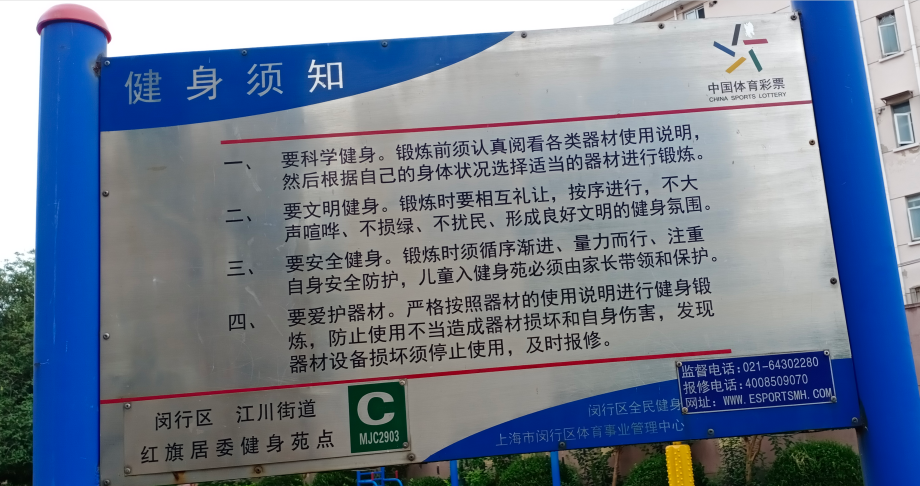 健身须知
中国体育彩票
CHINA SPORTS LOTTERY
一、要科学健身。锻炼前须认真阅看各类器材使用说明，
然后根据自己的身体状况选择适当的器材进行锻炼。
二、要文明健身。锻炼时要相互礼让，按序进行，不大
声喧哗、不损绿、不扰民、形成良好文明的健身氛围。
三、要安全健身。锻炼时须循序渐进、量力而行、注重
自身安全防护，儿童入健身苑必须由家长带领和保护。
四、要爱护器材。严格按照器材的使用说明进行健身锻
炼，防止使用不当造成器材损坏和自身伤害，发现
器材设备损坏须停止使用，及时报修。
监督电话:021-64302280
报修电话:4008509070
网址: WWW.ESPORTSMH.COM
闵行区 江川街道
红旗居委健身苑点
C
MJC2903
闵行区全民健身
上海市闵行区体育事业管理中心